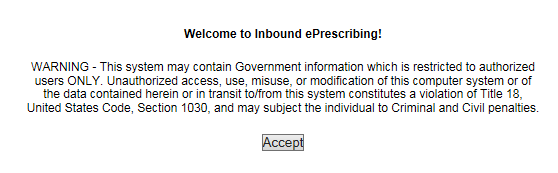 Welcome to Inbound ePrescribing!
WARNING - This system may contain Government information which is restricted to authorized
users ONLY. Unauthorized access, use, misuse, or modification of this computer system or of
the data contained herein or in transit to/from this system constitutes a violation of Title 18,
United States Code, Section 1030, and may subject the individual to Criminal and Civil penalties.
Accept